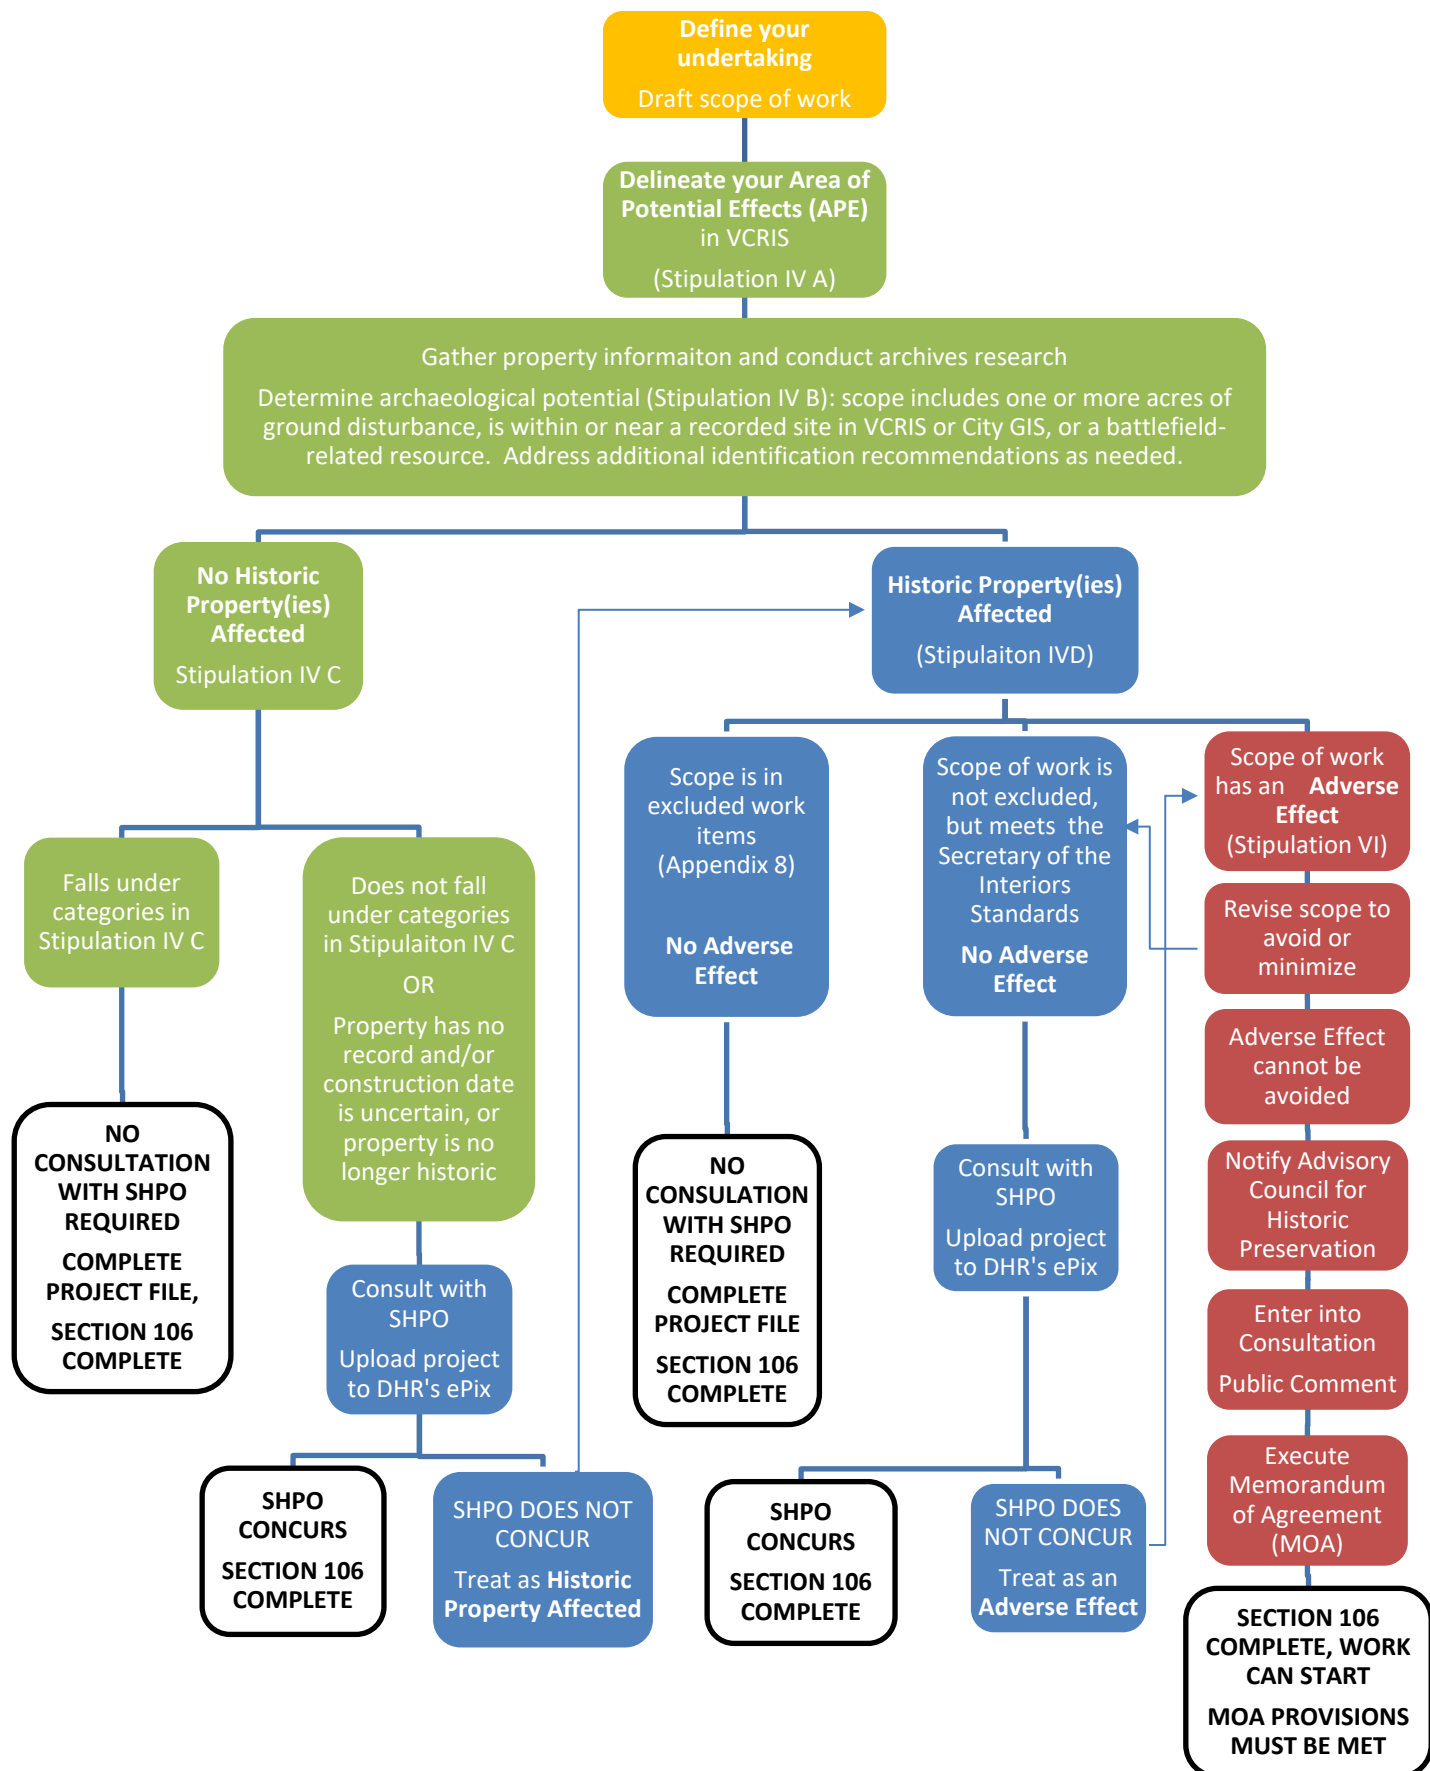 Define your
undertaking
Draft scope of work
Delineate your Area of
Potential Effects (APE)
in VCRIS
(Stipulation IV A)
Gather property informaiton and conduct archives research
Determine archaeological potential (Stipulation IV B): scope includes one or more acres of
ground disturbance, is within or near a recorded site in VCRIS or City GIS, or a battlefield-
related resource.  Address additional identification recommendations as needed.
No Historic
Property(ies)
Affected
Stipulation IV C
Historic Property(ies)
Affected
(Stipulaiton IVD)
Falls under
categories in
Stipulation IV C
NO
CONSULTATION
WITH SHPO
REQUIRED
COMPLETE
PROJECT FILE,
SECTION 106
COMPLETE
Does not fall
under categories
in Stipulaiton IV C
OR
Property has no
record and/or
construction date
is uncertain, or
property is no
longer historic
Consult with
SHPO
Upload project
to DHR's ePix
SHPO
CONCURS
SECTION 106
COMPLETE
SHPO DOES NOT
CONCUR
Treat as Historic
Property Affected
Scope is in
excluded work
items
(Appendix 8)
No Adverse
Effect
NO
CONSULATION
WITH SHPO
REQUIRED
COMPLETE
PROJECT FILE
SECTION 106
COMPLETE
Scope of work is
not excluded,
but meets  the
Secretary of the
Interiors
Standards
No Adverse
Effect
Consult with
SHPO
Upload project
to DHR's ePix
SHPO
CONCURS
SECTION 106
COMPLETE
SHPO DOES
NOT CONCUR
Treat as an
Adverse Effect
Scope of work
has an    Adverse
Effect
(Stipulation VI)
Revise scope to
avoid or
minimize
Adverse Effect
cannot be
avoided
Notify Advisory
Council for
Historic
Preservation
Enter into
Consultation
Public Comment
Execute
Memorandum
of Agreement
(MOA)
SECTION 106
COMPLETE, WORK
CAN START
MOA PROVISIONS
MUST BE MET